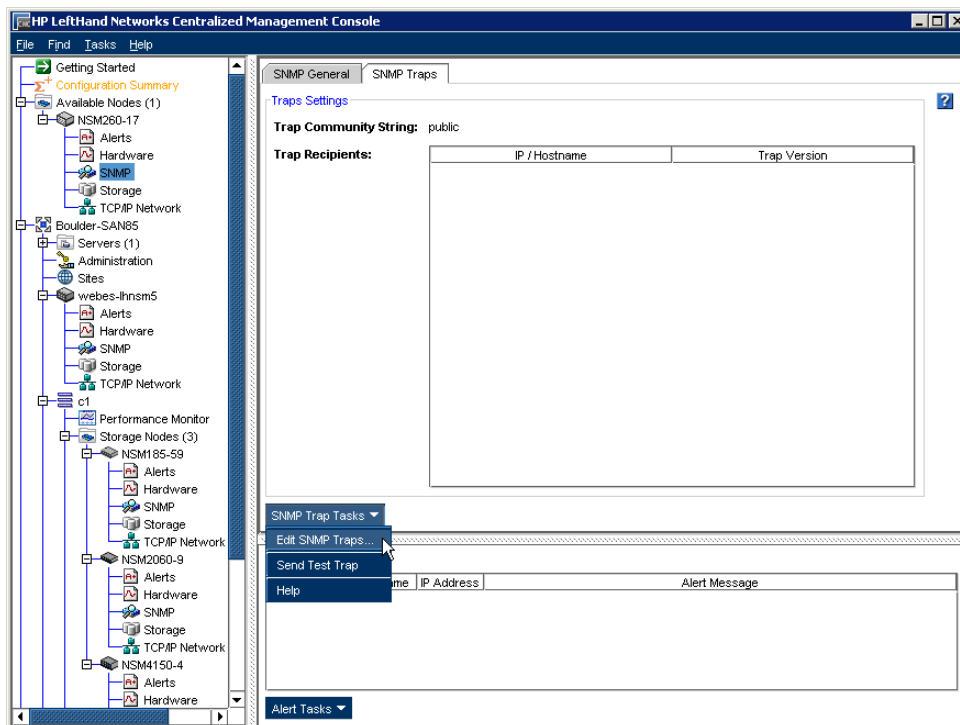 HP LeftHand Networks Centralized Management Console
File Find Tasks Help
Getting Started
Configuration Summary
Available Nodes (1)
NSM260-17
Alerts
Hardware
SNMP
Storage
TCP/IP Network
Boulder-SAN85
Servers (1)
Administration
Sites
webes-lhnsm5
Alerts
Hardware
SNMP
Storage
TCP/IP Network
c1
Performance Monitor
Storage Nodes (3)
NSM185-59
Alerts
Hardware
SNMP
Storage
TCP/IP Network
NSM2060-9
Alerts
Hardware
SNMP
Storage
TCP/IP Network
NSM4150-4
Alerts
Hardware
SNMP General SNMP Traps
Traps Settings
?
Trap Community String: public
Trap Recipients:
IP / Hostname Trap Version
SNMP Trap Tasks
Edit SNMP Traps...
Send Test Trap
Help
IP Address Alert Message
Alert Tasks